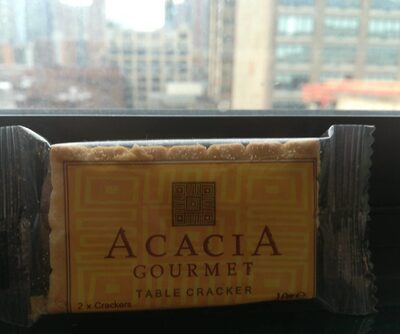 ACACIA
GOURMET
TABLE CRACKER
2 x Crackers